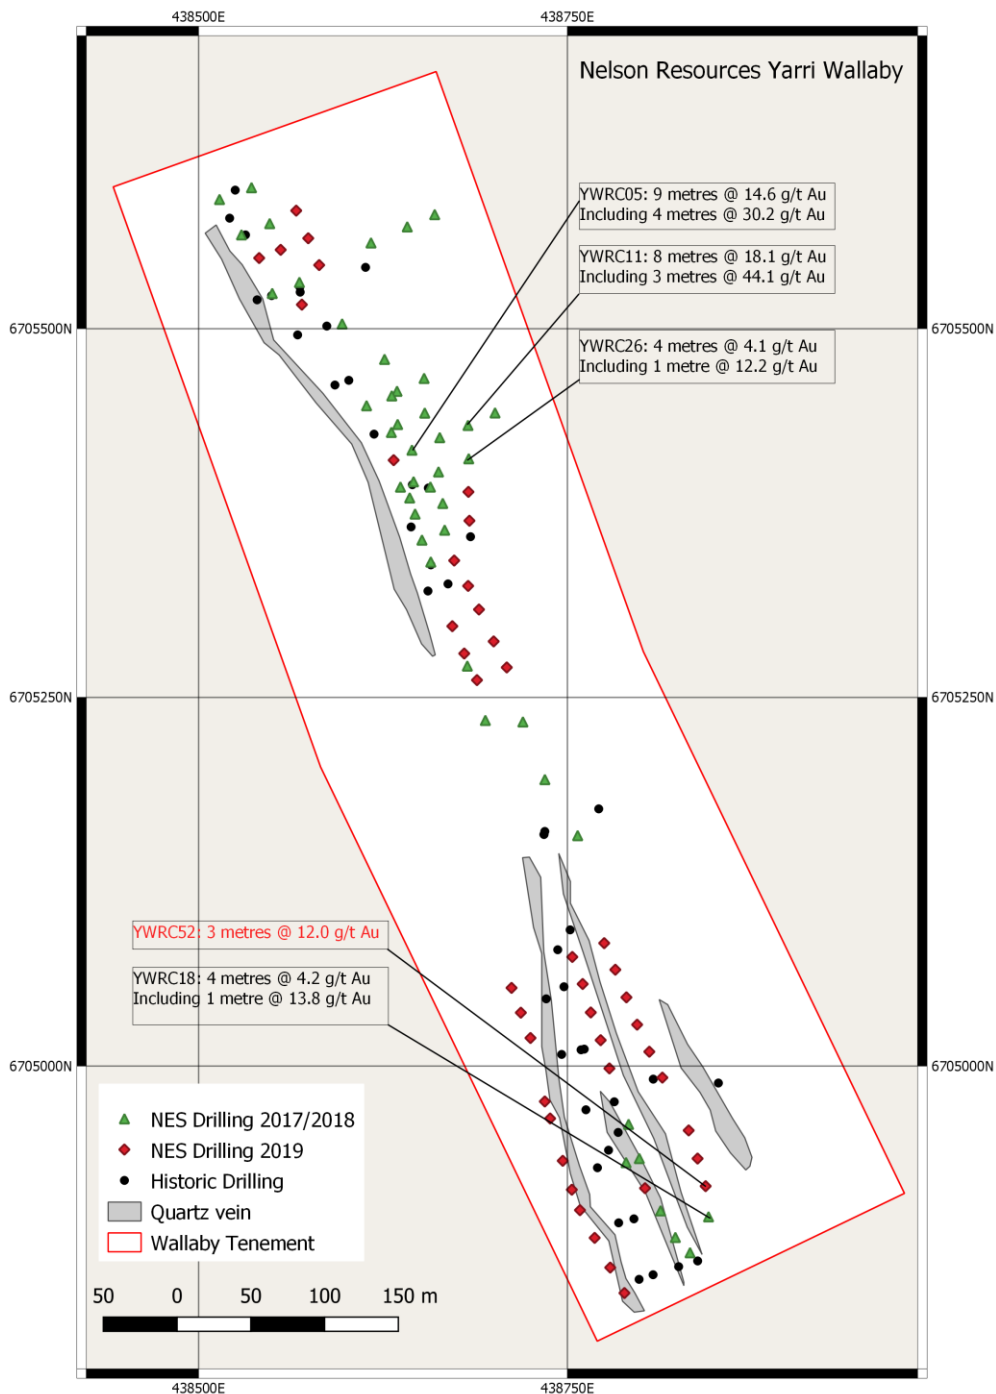 438500E
438750E
Nelson Resources Yarri Wallaby
YWRC05: 9 metres @ 14.6 g/t Au
Including 4 metres @ 30.2 g/t Au
YWRC11: 8 metres @ 18.1 g/t Au
Including 3 metres @ 44.1 g/t Au
6705500N
6705500N
YWRC26: 4 metres @ 4.1 g/t Au
Including 1 metre @ 12.2 g/t Au
6705250N
6705250N
YWRC52: 3 metres @ 12.0 g/t Au
YWRC18: 4 metres @ 4.2 g/t Au
Including 1 metre @ 13.8 g/t Au
6705000N
6705000N
NES Drilling 2017/2018
NES Drilling 2019
Historic Drilling
Quartz vein
Wallaby Tenement
50 0 50 100 150 m
438500E
438750E